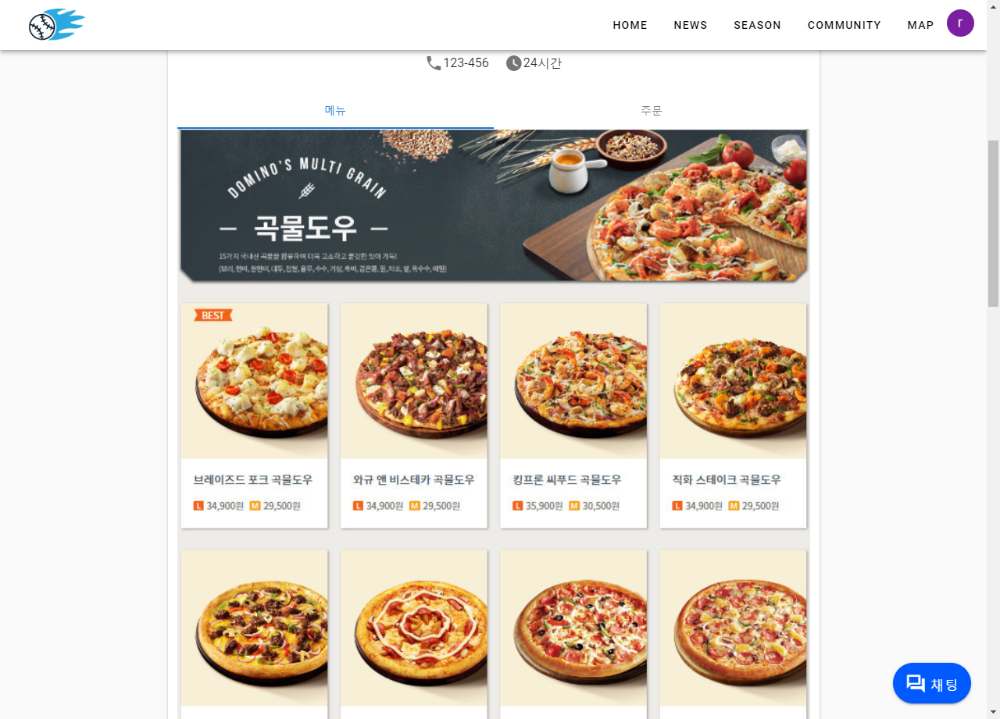 HOME NEWS SEASON COMMUNITY MAP r
123-456 24시간
메뉴 주문
DOMINO'S MULTI GRAIN
곡물도우
15가지 국내산 곡물을 함유하여 더욱 고소하고 쫄깃한 맛이 가득!
(보리, 현미, 찰현미, 대두, 찹쌀, 율무, 수수, 기장, 흑미, 검은콩, 밀, 차조, 쌀, 옥수수, 메밀)
BEST
브레이즈드 포크 곡물도우
L 34,900원 M 29,500원
와규 앤 비스테카 곡물도우
L 34,900원 M 29,500원
킹프론 씨푸드 곡물도우
L 35,900원 M 30,500원
직화 스테이크 곡물도우
L 34,900원 M 29,500원
채팅